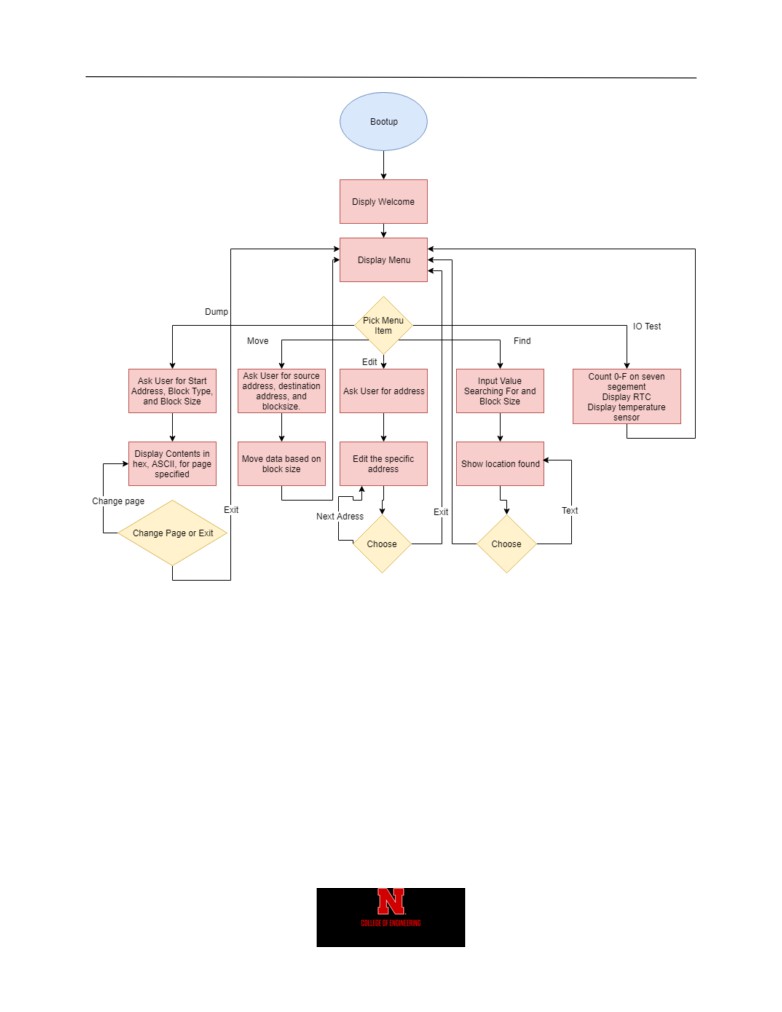 Bootup
Disply Welcome
Display Menu
Pick Menu
Item
Dump
Move
Edit
Find
IO Test
Ask User for Start
Address, Block Type,
and Block Size
Ask User for source
address, destination
address, and
blocksize.
Ask User for address
Input Value
Searching For and
Block Size
Count 0-F on seven
segement
Display RTC
Display temperature
sensor
Display Contents in
hex, ASCII, for page
specified
Move data based on
block size
Edit the specific
address
Show location found
Change page
Change Page or Exit
Exit
Next Adress
Choose
Exit
Choose
Text
N
COLLEGE OF ENGINEERING